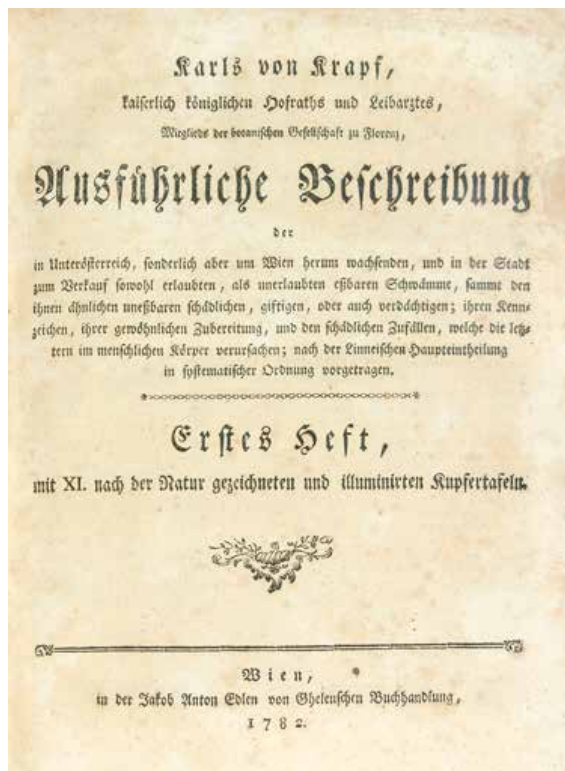 Karls von Krapf,
kaiserlich königlichen Hofraths und Leibarztes,
Mitglieds der botanischen Gesellschaft zu Florenz,
Ausführliche Beschreibung
der
in Unterösterreich, sonderlich aber um Wien herum wachsenden, und in der Stadt
zum Verkauf sowohl erlaubten, als unerlaubten eßbaren Schwämme, sammt den
ihnen ähnlichen uneßbaren schädlichen, giftigen, oder auch verdächtigen; ihren Kenn-
zeichen, ihrer gewöhnlichen Zubereitung, und den schädlichen Zufällen, welche die letz-
tern im menschlichen Körper verursachen; nach der Linneischen Haupteintheilung
in systematischer Ordnung vorgetragen.
Erstes Heft,
mit XI. nach der Natur gezeichneten und illuminirten Kupfertafeln.
Wien,
in der Jakob Anton Edlen von Ghelenschen Buchhandlung,
1782.